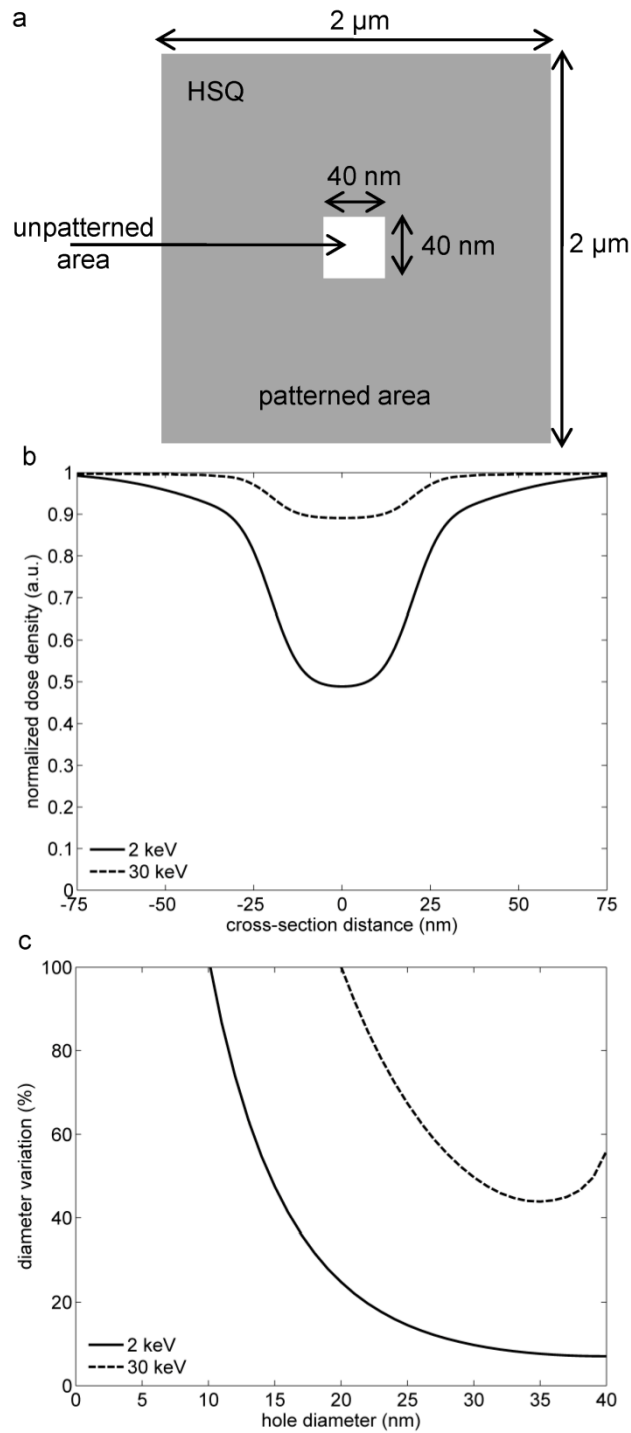 a
2 µm
HSQ
40 nm
unpatterned
area
40 nm
2 µm
patterned area
b
1
0.9
0.8
0.7
0.6
0.5
0.4
0.3
0.2
0.1
0
normalized dose density (a.u.)
2 keV
30 keV
-75
-50
-25
0
25
50
75
cross-section distance (nm)
c
100
80
60
40
20
0
diameter variation (%)
2 keV
30 keV
0
5
10
15
20
25
30
35
40
hole diameter (nm)